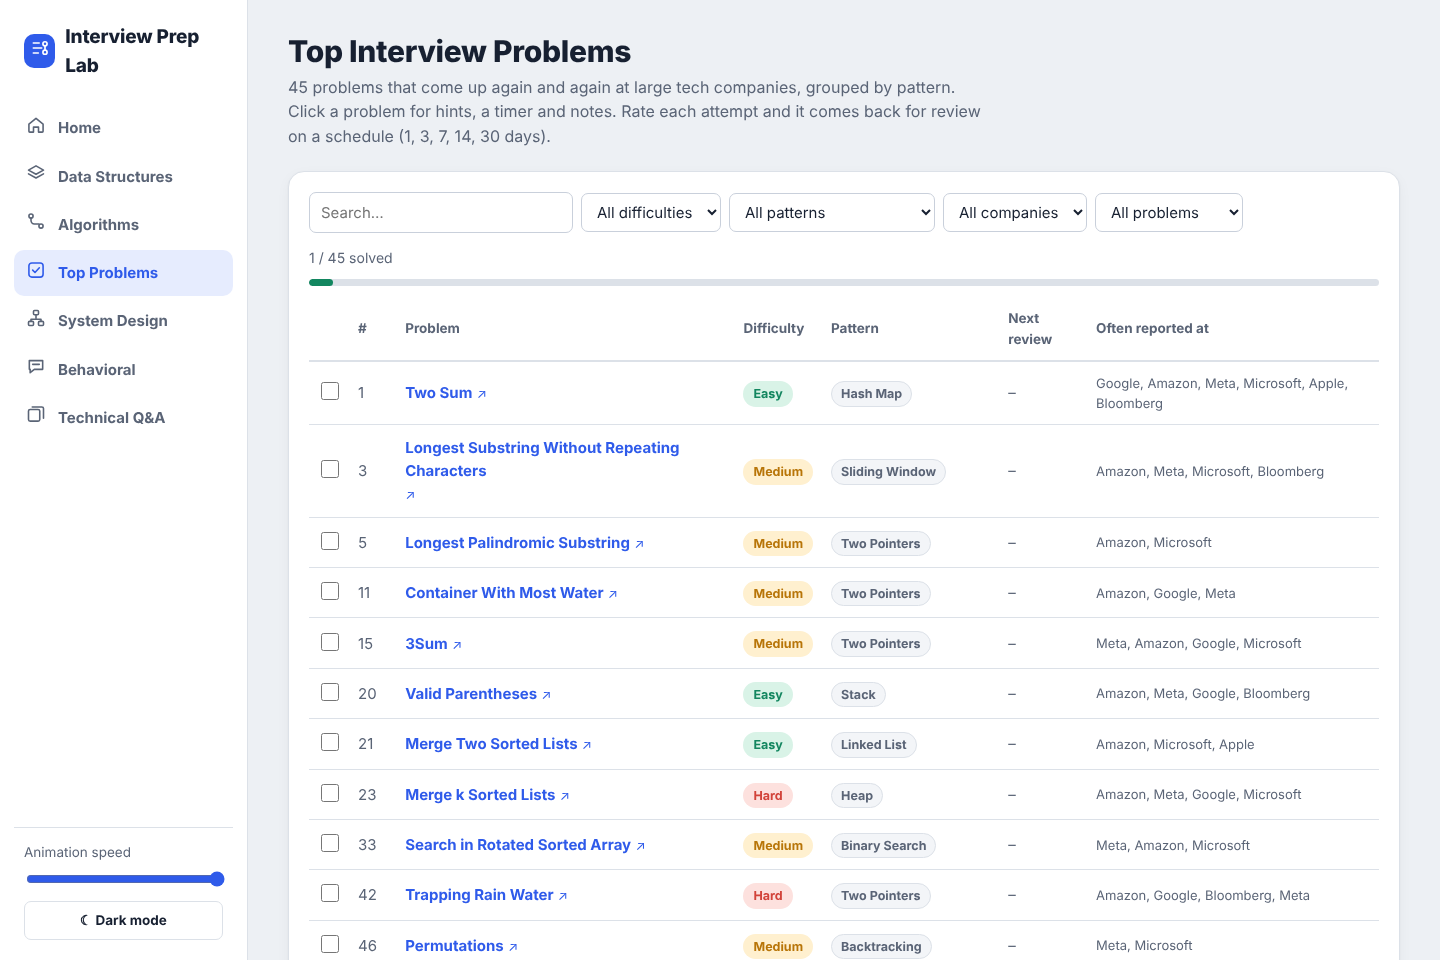 Interview Prep
Lab
Home
Data Structures
Algorithms
Top Problems
System Design
Behavioral
Technical Q&A
Animation speed
☾ Dark mode
Top Interview Problems
45 problems that come up again and again at large tech companies, grouped by pattern.
Click a problem for hints, a timer and notes. Rate each attempt and it comes back for review
on a schedule (1, 3, 7, 14, 30 days).
Search...
All difficulties
All patterns
All companies
All problems
1 / 45 solved
# Problem Difficulty Pattern Next review Often reported at
1 Two Sum ↗ Easy Hash Map – Google, Amazon, Meta, Microsoft, Apple,
Bloomberg
3 Longest Substring Without Repeating
Characters
↗ Medium Sliding Window – Amazon, Meta, Microsoft, Bloomberg
5 Longest Palindromic Substring ↗ Medium Two Pointers – Amazon, Microsoft
11 Container With Most Water ↗ Medium Two Pointers – Amazon, Google, Meta
15 3Sum ↗ Medium Two Pointers – Meta, Amazon, Google, Microsoft
20 Valid Parentheses ↗ Easy Stack – Amazon, Meta, Google, Bloomberg
21 Merge Two Sorted Lists ↗ Easy Linked List – Amazon, Microsoft, Apple
23 Merge k Sorted Lists ↗ Hard Heap – Amazon, Meta, Google, Microsoft
33 Search in Rotated Sorted Array ↗ Medium Binary Search – Meta, Amazon, Microsoft
42 Trapping Rain Water ↗ Hard Two Pointers – Amazon, Google, Bloomberg, Meta
46 Permutations ↗ Medium Backtracking – Meta, Microsoft